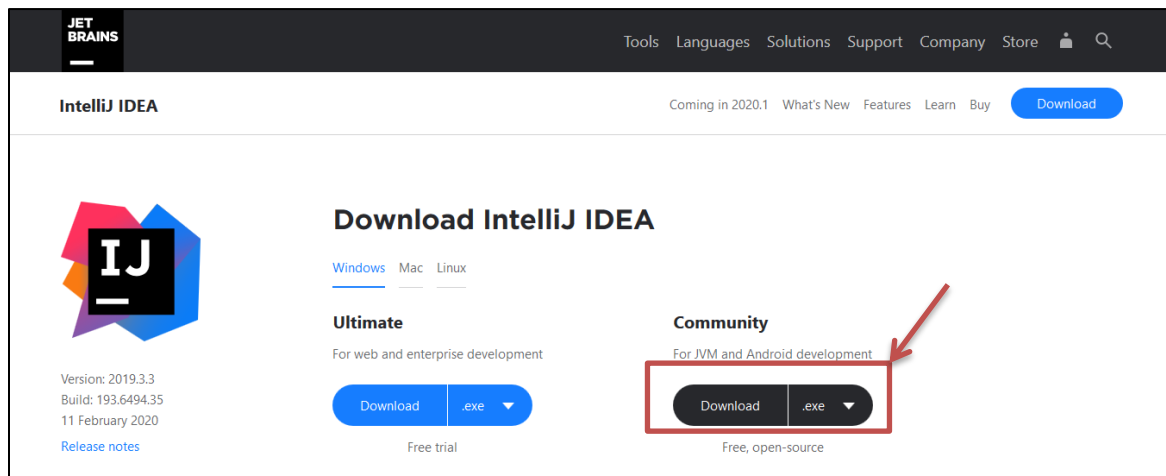 JET
BRAINS
Tools Languages Solutions Support Company Store
IntelliJ IDEA
Coming in 2020.1 What's New Features Learn Buy Download
IJ
Download IntelliJ IDEA
Windows Mac Linux
Ultimate
For web and enterprise development
Download .exe
Free trial
Community
For JVM and Android development
Download .exe
Free, open-source
Version: 2019.3.3
Build: 193.6494.35
11 February 2020
Release notes